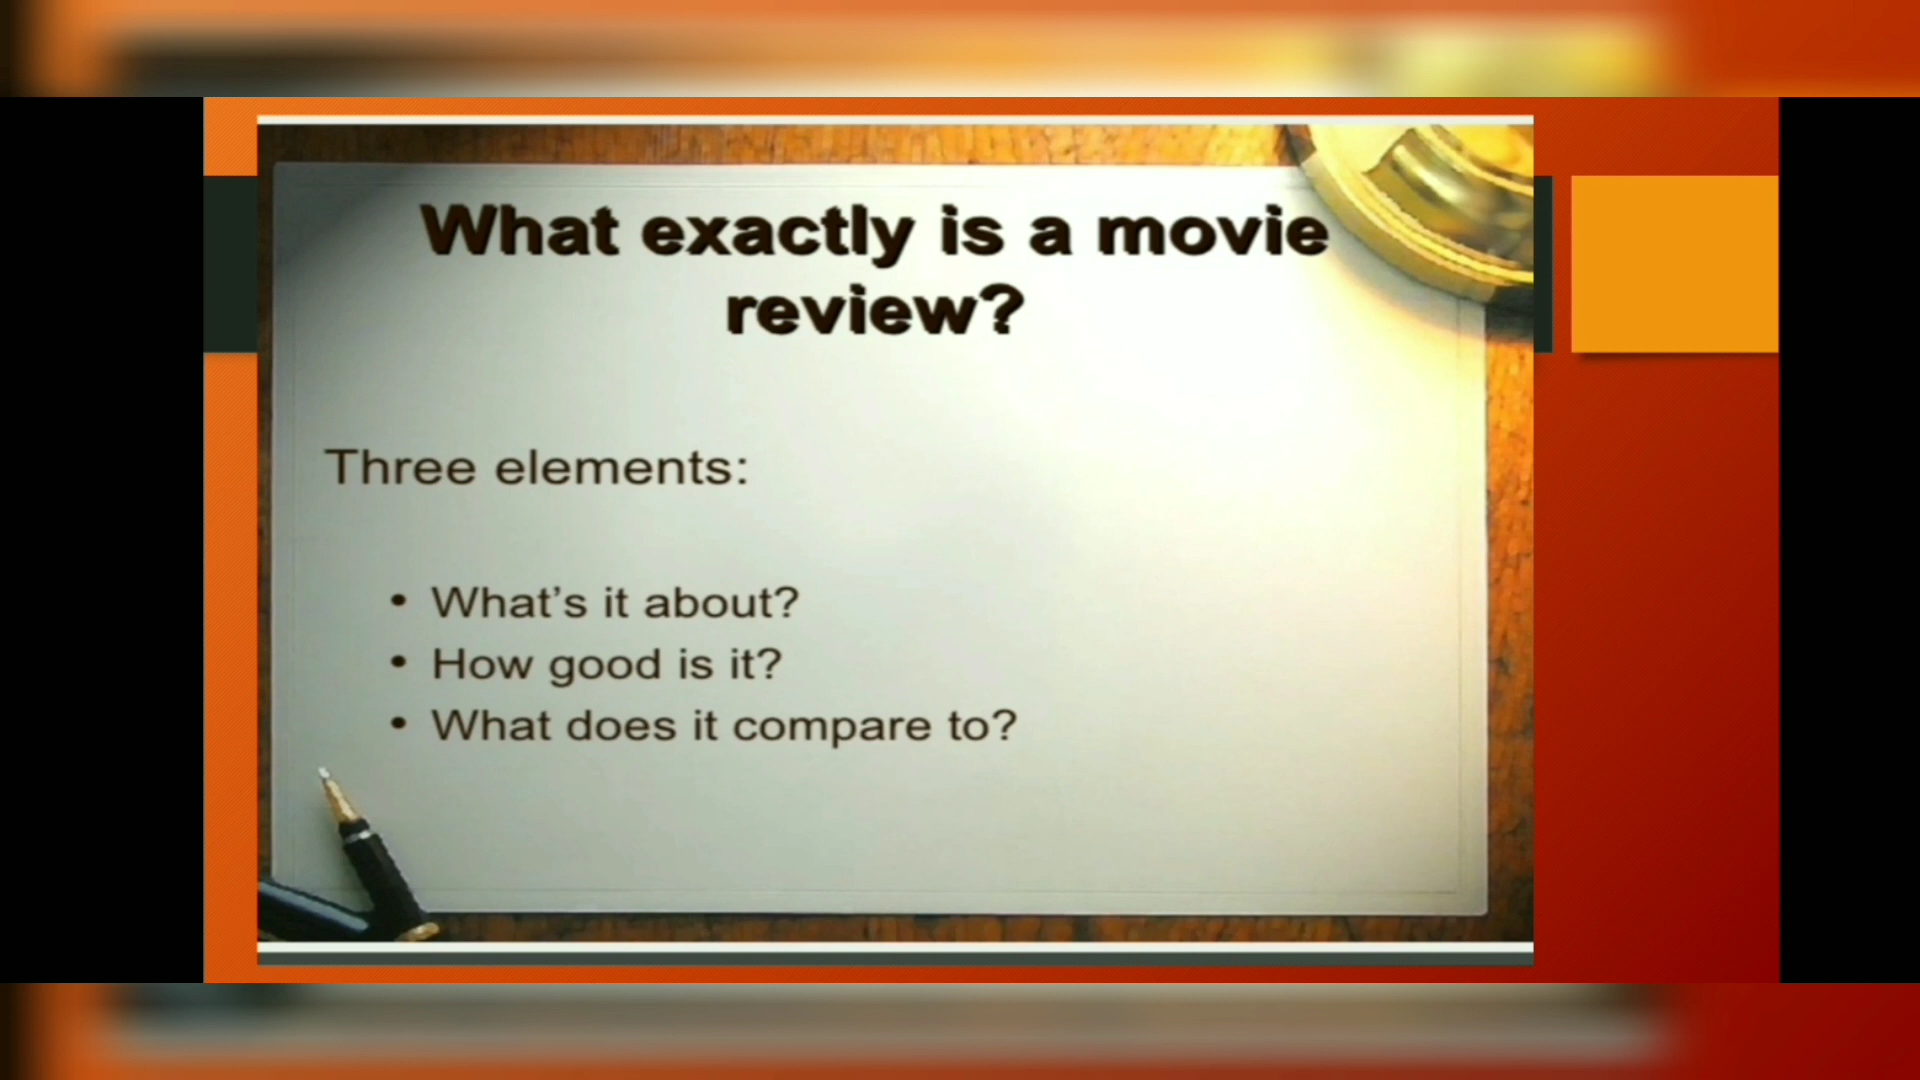 What exactly is a movie
review?
Three elements:
• What’s it about?
• How good is it?
• What does it compare to?